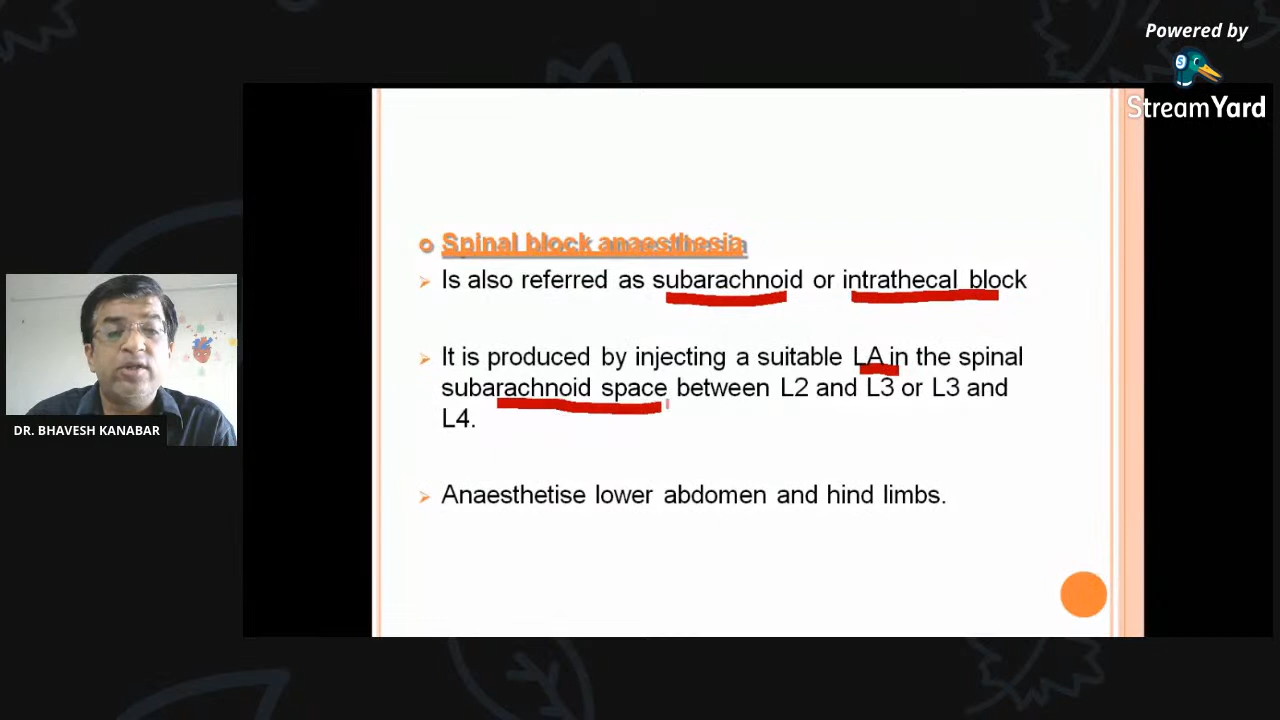 Powered by
StreamYard
Spinal block anaesthesia
Is also referred as subarachnoid or intrathecal block
It is produced by injecting a suitable LA in the spinal
subarachnoid space between L2 and L3 or L3 and
L4.
Anaesthetise lower abdomen and hind limbs.
DR. BHAVESH KANABAR